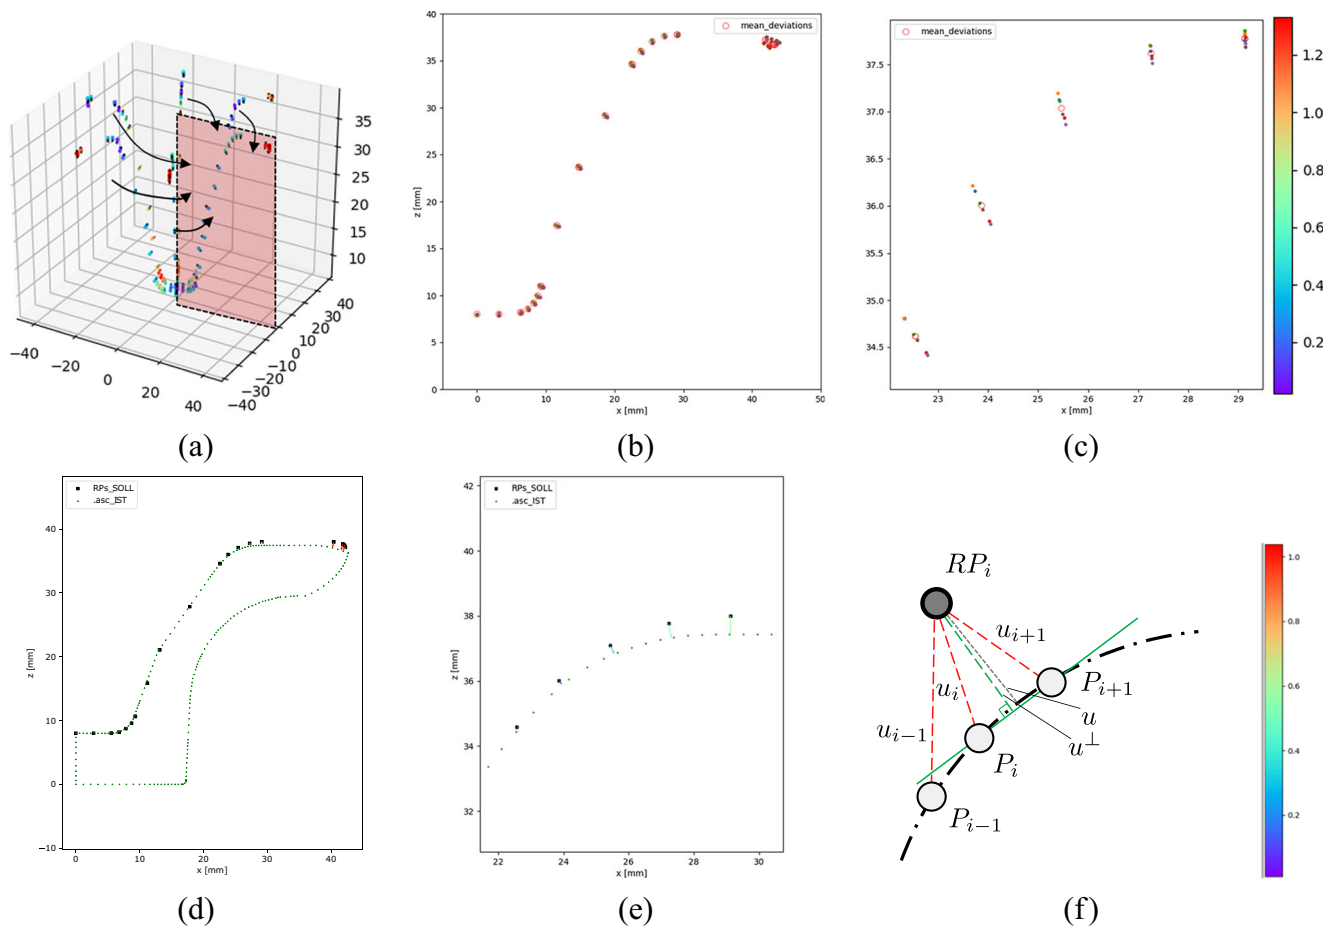 35
30
25
20
15
10
−40
−20
0
20
40
−40
−30
−20
−10
0
10
20
30
40
(a)
40
35
30
25
20
15
10
5
0
z [mm]
mean_deviations
0
10
20
30
40
50
x [mm]
(b)
mean_deviations
37.5
37.0
36.5
36.0
35.5
35.0
34.5
23
24
25
26
27
28
29
x [mm]
1.2
1.0
0.8
0.6
0.4
0.2
(c)
RPs_SOLL
.asc_IST
40
30
20
10
0
−10
z [mm]
0
10
20
30
40
x [mm]
(d)
RPs_SOLL
.asc_IST
42
40
38
36
34
32
z [mm]
22
24
26
28
30
x [mm]
(e)
RP_i
u_{i+1}
u_i
u_{i−1}
P_{i+1}
u
u^⊥
P_i
P_{i−1}
1.0
0.8
0.6
0.4
0.2
(f)